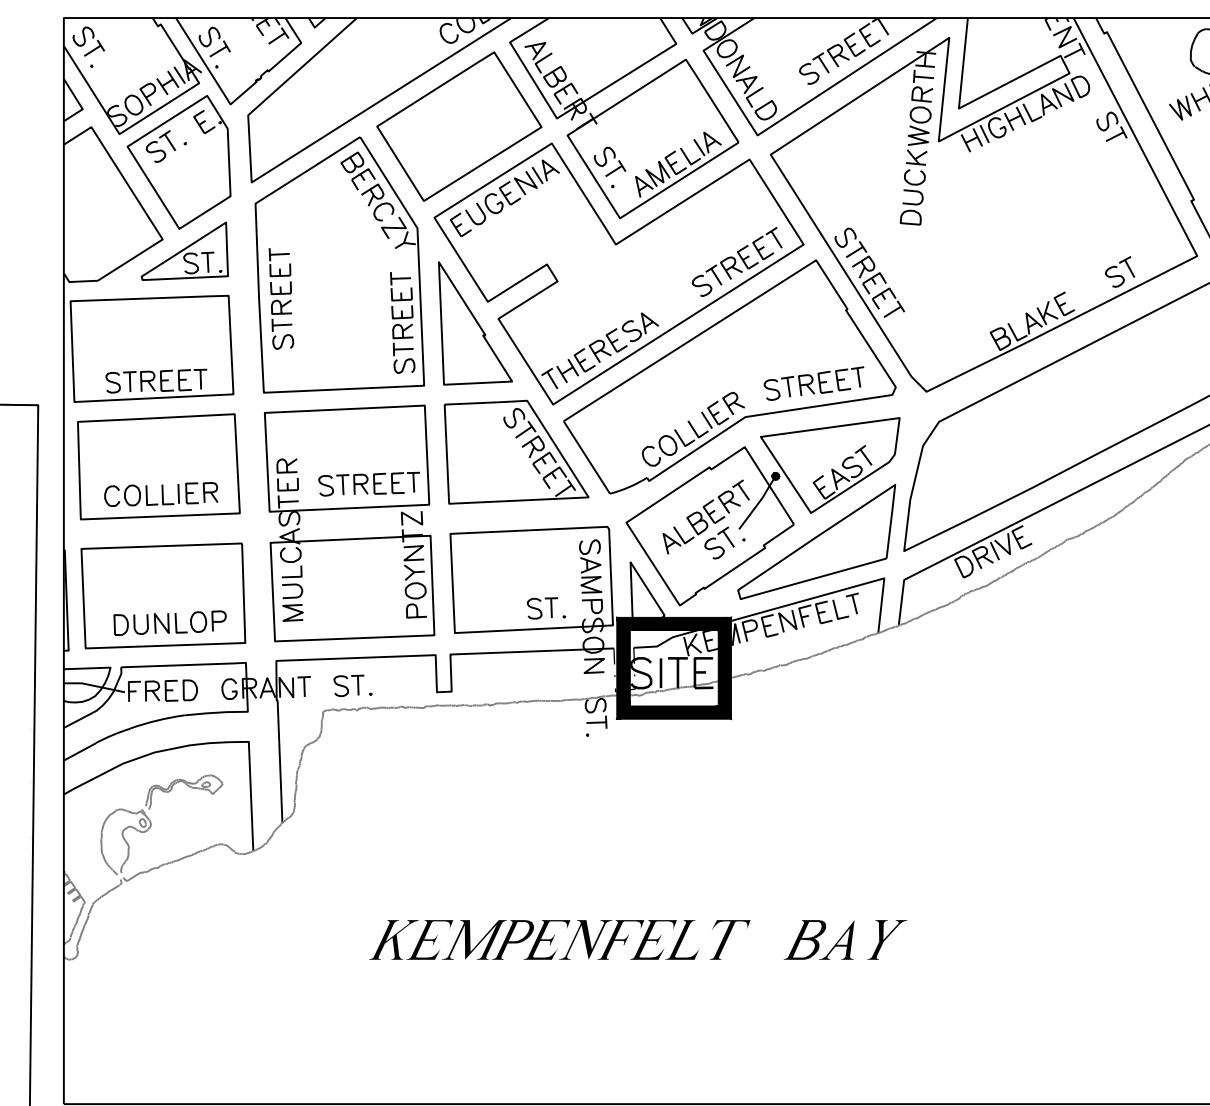 ST.
ST.
SOPHIA
ST. E.
ALBERT
ST.
STREET
DUCKWORTH
HIGHLAND
ST
BERCZY
STREET
EUGENIA
AMELIA
ST.
STREET
THERESA STREET
STREET
BLAKE ST
STREET
COLLIER STREET
STREET
COLLIER
MULCASTER
STREET
POYNTZ
ALBERT
ST.
EAST
DRIVE
DUNLOP
ST.
SAMPSON ST.
KEMPENFELT
SITE
FRED GRANT ST.
KEMPENFELT BAY